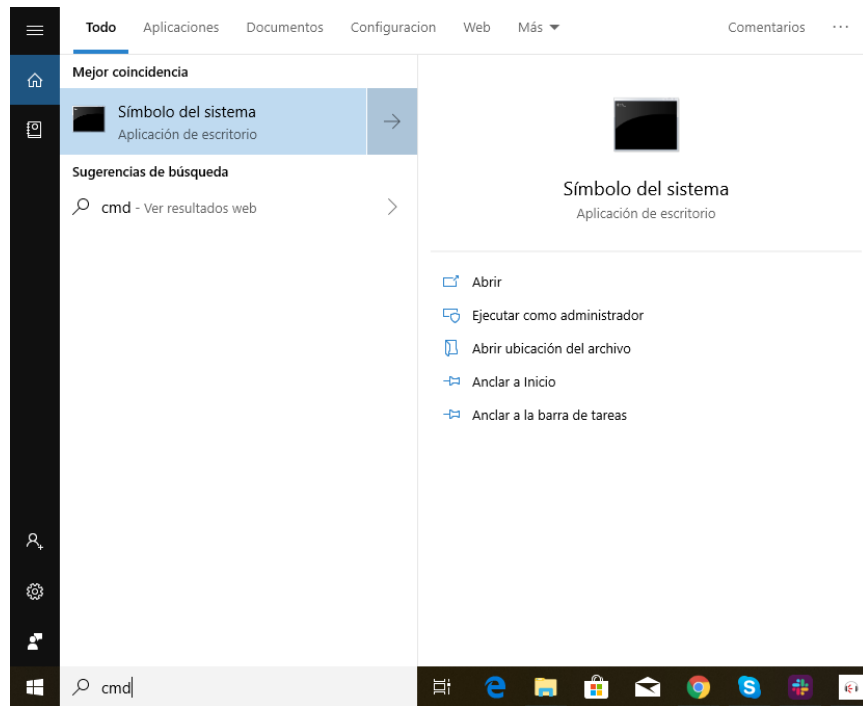 Todo Aplicaciones Documentos Configuracion Web Más Comentarios ...
Mejor coincidencia
Símbolo del sistema
Aplicación de escritorio
Sugerencias de búsqueda
cmd - Ver resultados web
Símbolo del sistema
Aplicación de escritorio
Abrir
Ejecutar como administrador
Abrir ubicación del archivo
Anclar a Inicio
Anclar a la barra de tareas
cmd